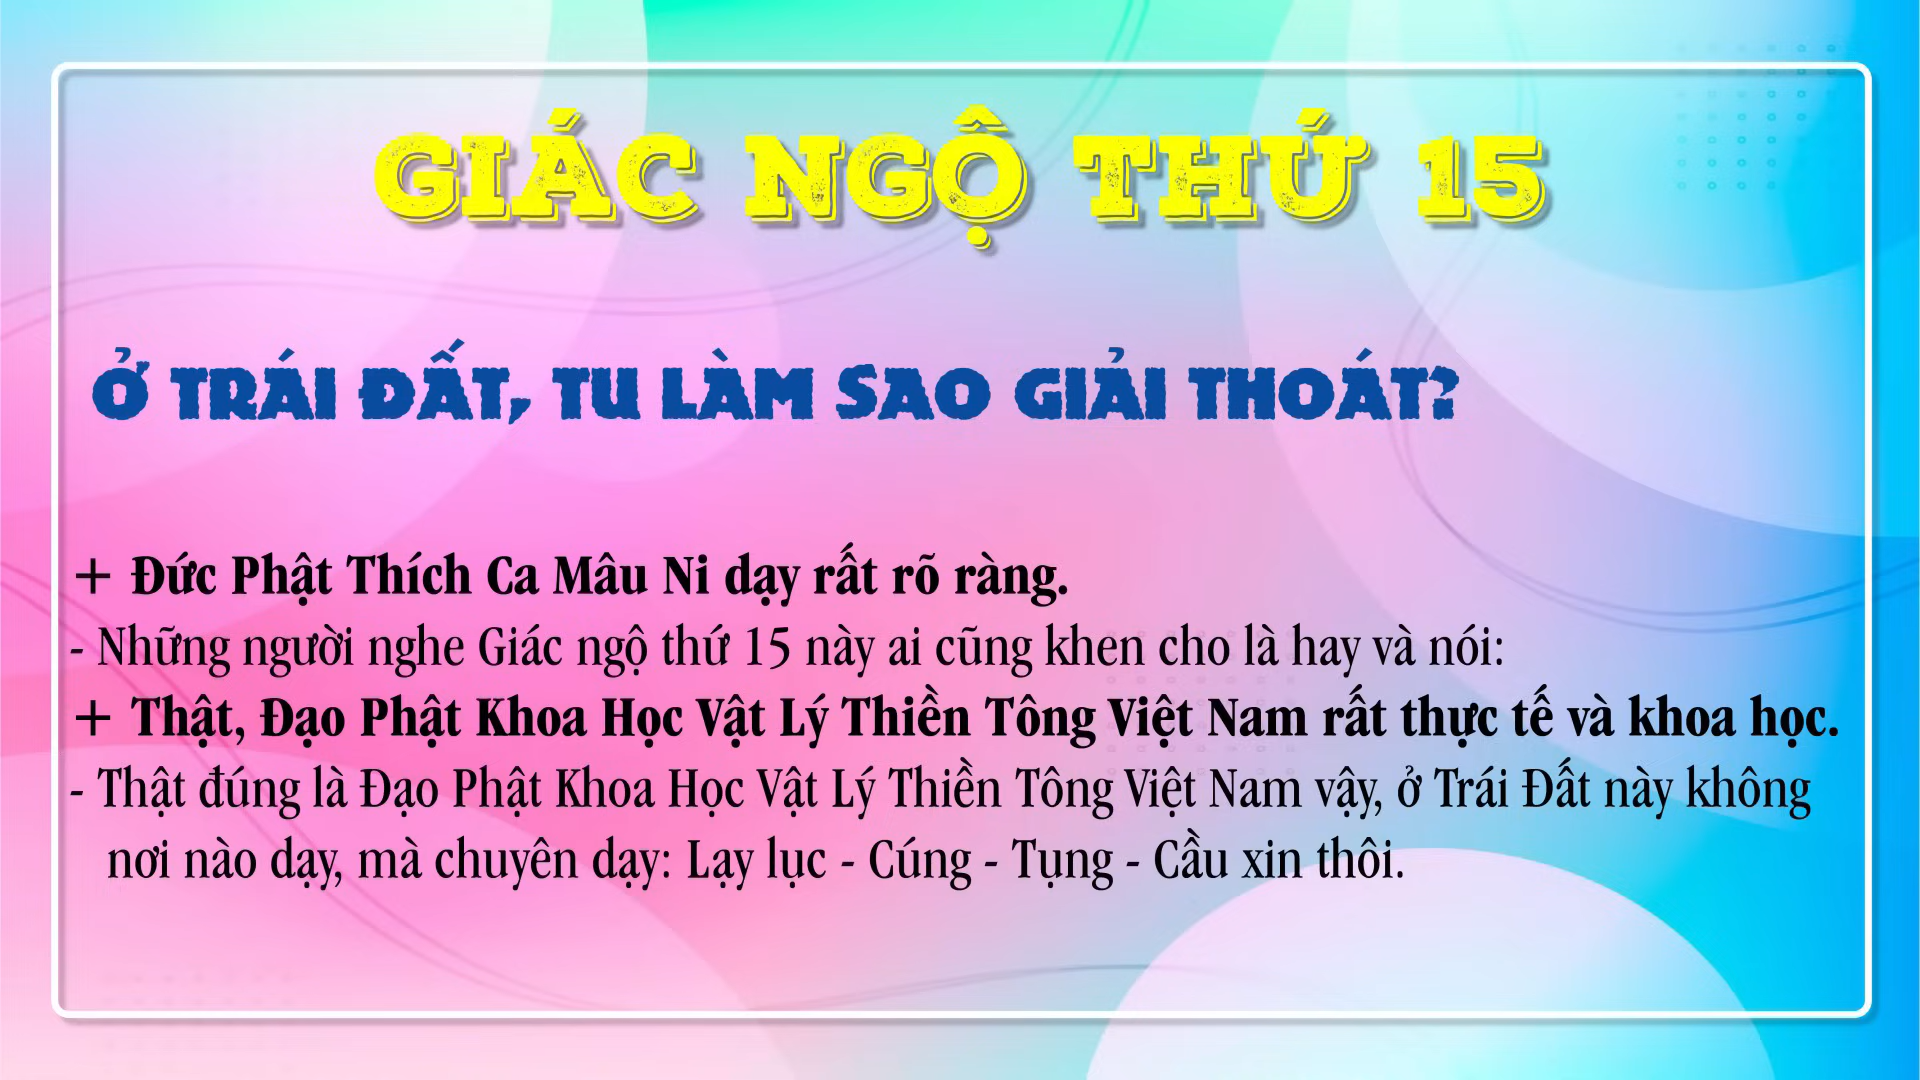 GIÁC NGỘ THỨ 15
Ở TRÁI ĐẤT, TU LÀM SAO GIẢI THOÁT?
+ Đức Phật Thích Ca Mâu Ni dạy rất rõ ràng.
- Những người nghe Giác ngộ thứ 15 này ai cũng khen cho là hay và nói:
+ Thật, Đạo Phật Khoa Học Vật Lý Thiền Tông Việt Nam rất thực tế và khoa học.
- Thật đúng là Đạo Phật Khoa Học Vật Lý Thiền Tông Việt Nam vậy, ở Trái Đất này không
nơi nào dạy, mà chuyên dạy: Lạy lục - Cúng - Tụng - Cầu xin thôi.